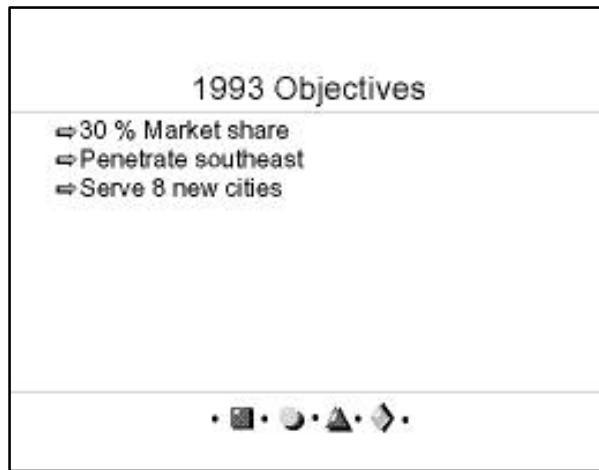 1993 Objectives
⇨30 % Market share
⇨Penetrate southeast
⇨Serve 8 new cities